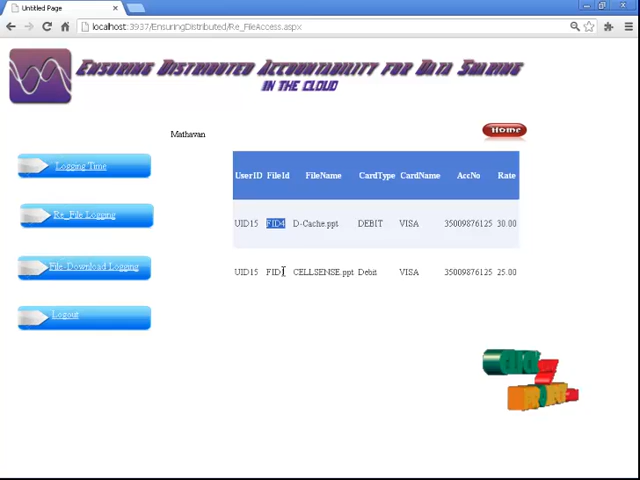 Untitled Page
localhost:3937/EnsuringDistributed/Re_FileAccess.aspx
Ensuring Distributed Accountability for Data Sharing
in the Cloud
Mathavan
Home
Logging Time
Re_File Logging
File-Download Logging
Logout
UserID FileId FileName CardType CardName AccNo Rate
UID15 FID4 D-Cache.ppt DEBIT VISA 35009876125 30.00
UID15 CELLSENSE.ppt Debit VISA 35009876125 25.00